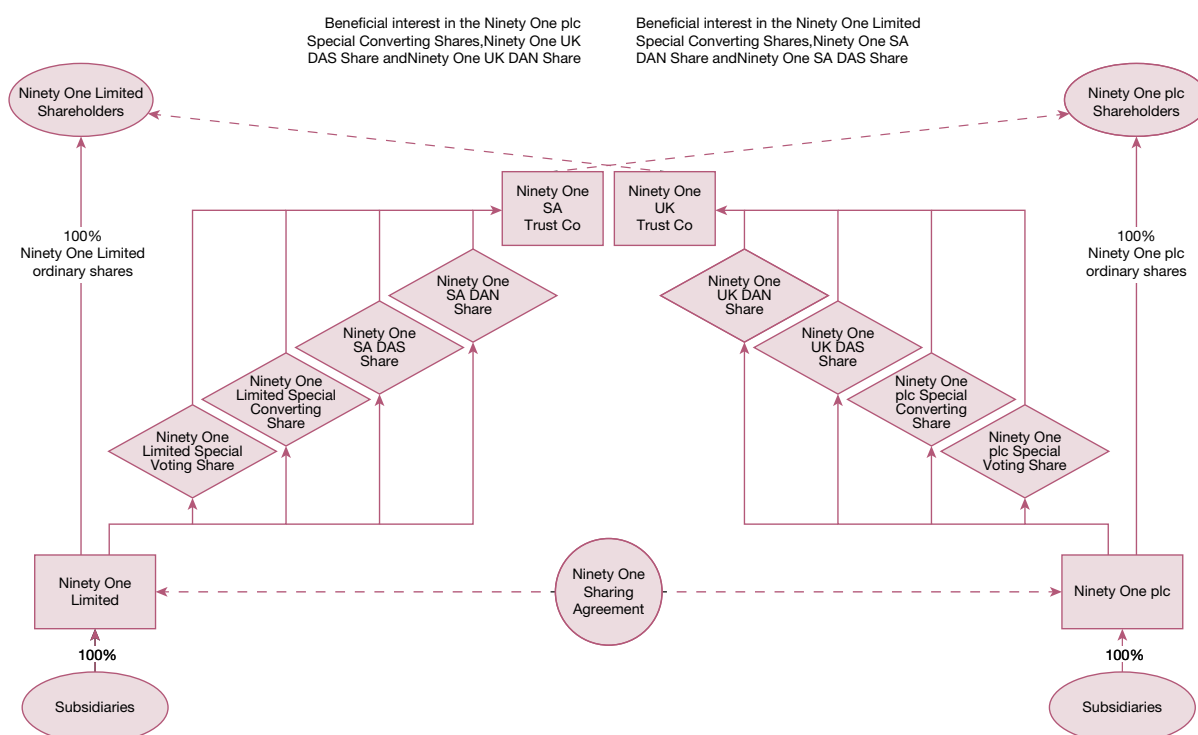 Beneficial interest in the Ninety One plc
Special Converting Shares,Ninety One UK
DAS Share andNinety One UK DAN Share
Beneficial interest in the Ninety One Limited
Special Converting Shares,Ninety One SA
DAN Share andNinety One SA DAS Share
Ninety One Limited
Shareholders
Ninety One plc
Shareholders
Ninety One
SA
Trust Co
Ninety One
UK
Trust Co
100%
Ninety One Limited
ordinary shares
100%
Ninety One plc
ordinary shares
Ninety One
SA DAN
Share
Ninety One
UK DAN
Share
Ninety One
SA DAS
Share
Ninety One
UK DAS
Share
Ninety One
Limited Special
Converting
Share
Ninety One
plc Special
Converting
Share
Ninety One
Limited Special
Voting Share
Ninety One
plc Special
Voting Share
Ninety One
Limited
Ninety One
Sharing
Agreement
Ninety One plc
100%
100%
Subsidiaries
Subsidiaries